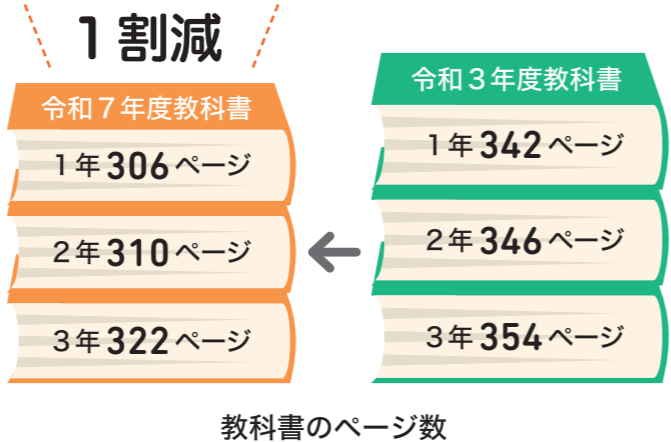 1割減
令和7年度教科書
1年306ページ
2年310ページ
3年322ページ
令和3年度教科書
1年342ページ
2年346ページ
3年354ページ
教科書のページ数